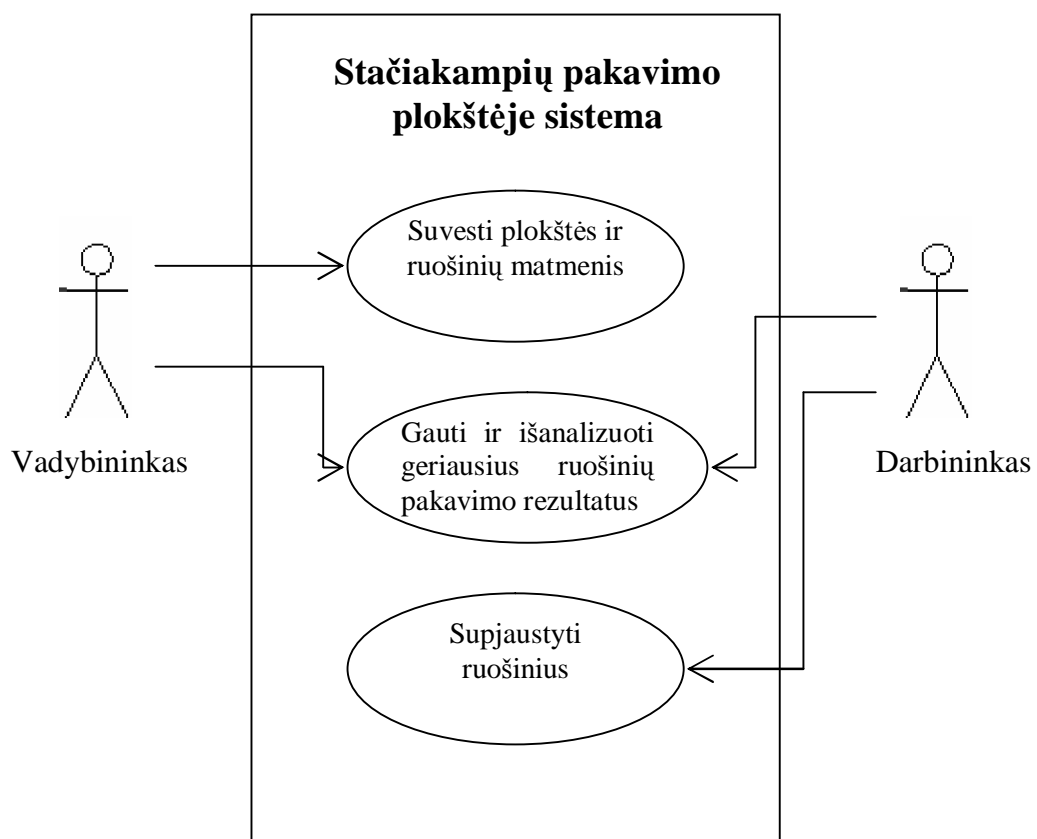 Stačiakampių pakavimo
plokštėje sistema
Suvesti plokštės ir
ruošinių matmenis
Gauti ir išanalizuoti
geriausius ruošinių
pakavimo rezultatus
Vadybininkas
Darbininkas
Supjaustyti
ruošinius